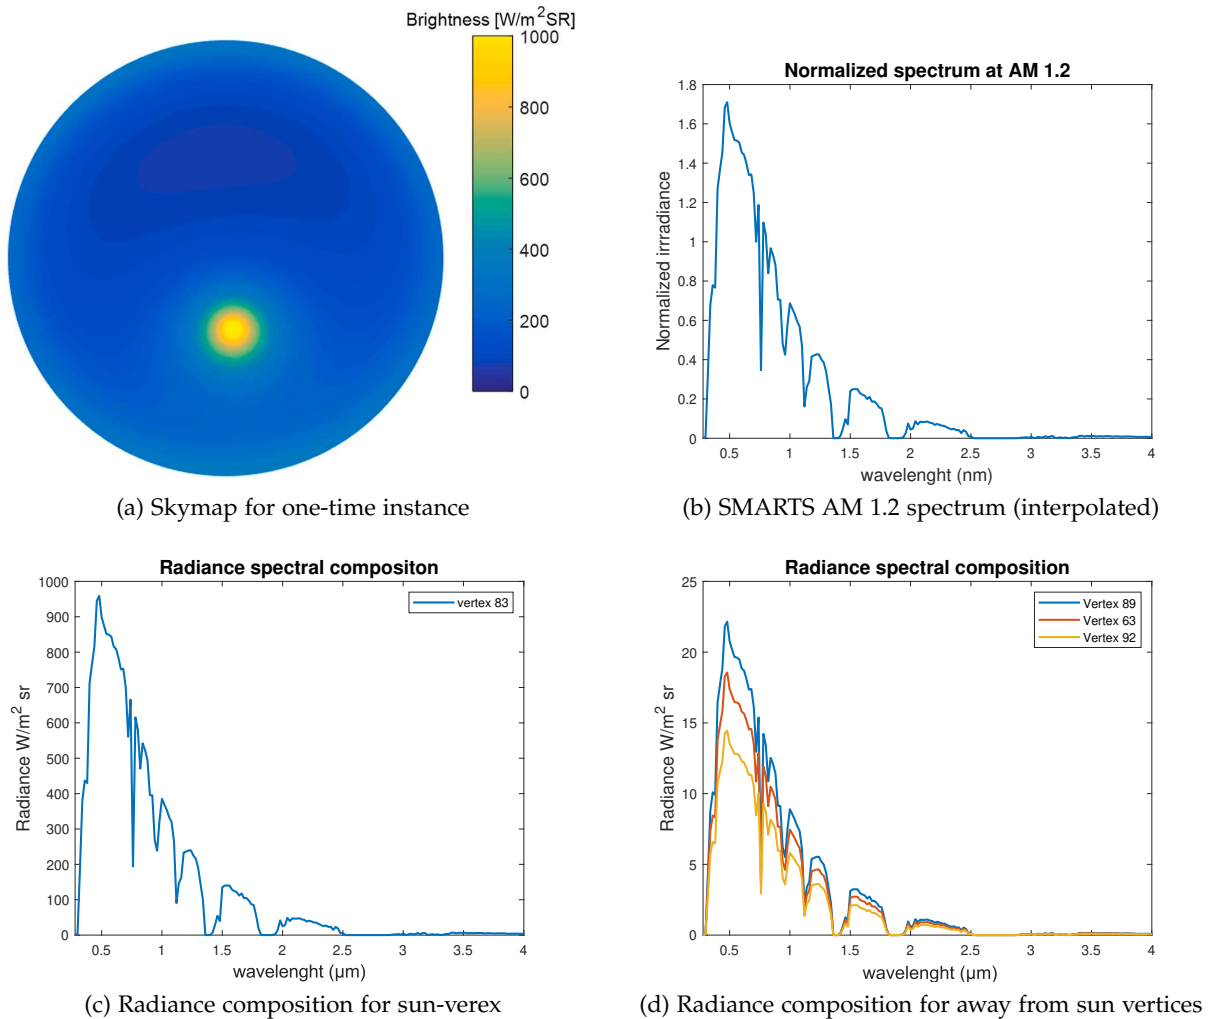 Brightness [W/m²SR]
1000
800
600
400
200
0
(a) Skymap for one-time instance
Normalized spectrum at AM 1.2
1.8
1.6
1.4
1.2
1
0.8
0.6
0.4
0.2
0
Normalized irrradiance
0.5 1 1.5 2 2.5 3 3.5 4
wavelenght (nm)
(b) SMARTS AM 1.2 spectrum (interpolated)
Radiance spectral compositon
1000
900
800
700
600
500
400
300
200
100
0
Radiance W/m² sr
vertex 83
0.5 1 1.5 2 2.5 3 3.5 4
wavelenght (µm)
(c) Radiance composition for sun-verex
Radiance spectral composition
25
20
15
10
5
0
Radiance W/m² sr
Vertex 89
Vertex 63
Vertex 92
0.5 1 1.5 2 2.5 3 3.5 4
wavelenght (µm)
(d) Radiance composition for away from sun vertices